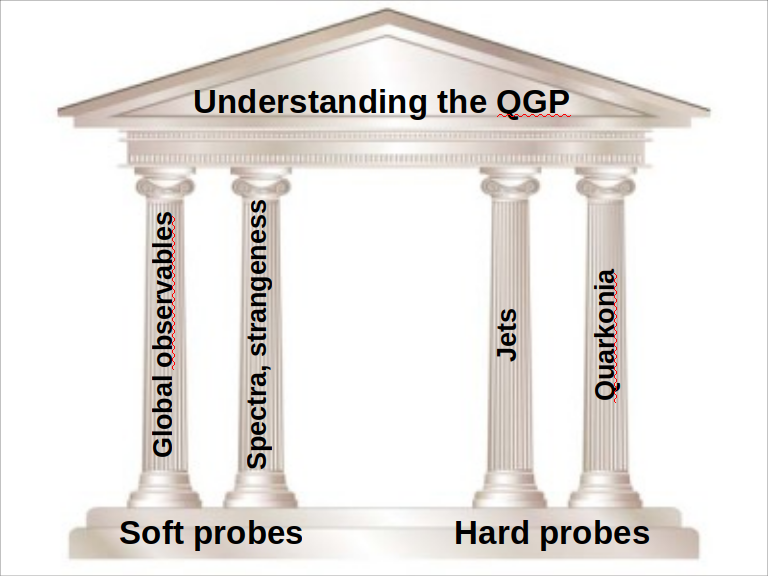 Understanding the QGP
Global observables
Spectra, strangeness
Jets
Quarkonia
Soft probes
Hard probes